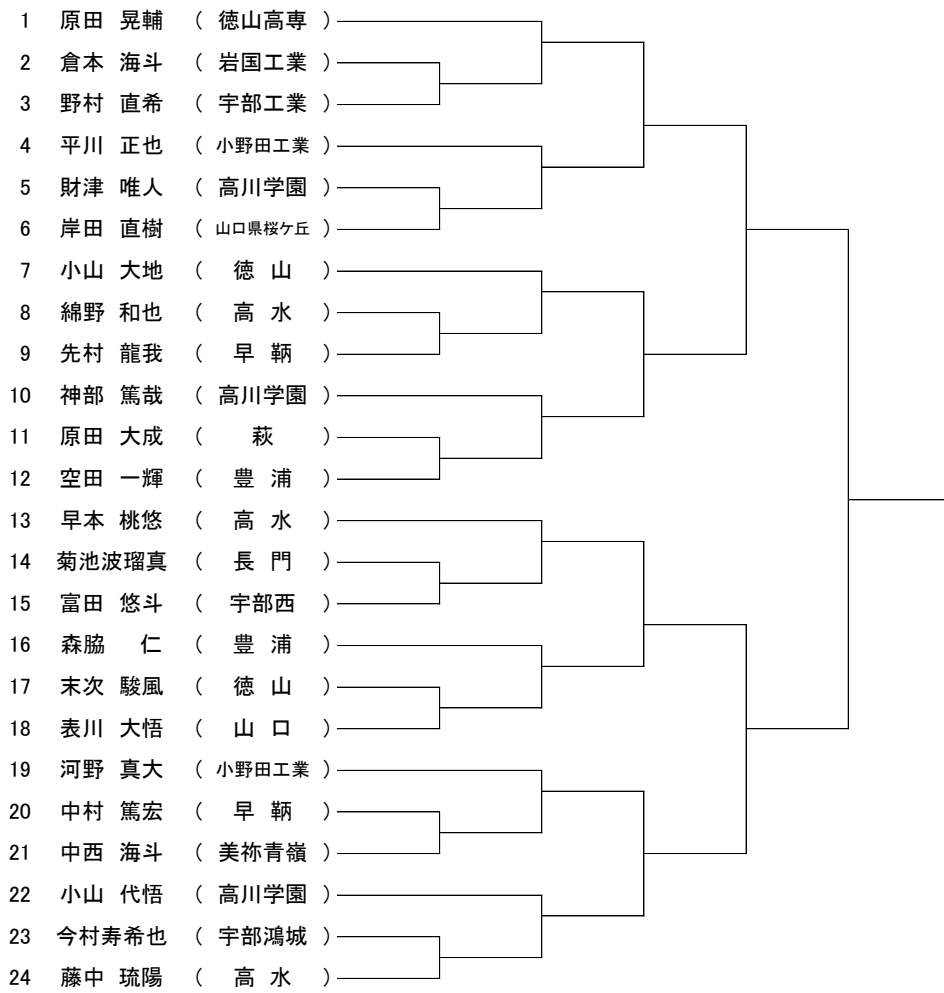 1 原田 晃輔 ( 徳山高専 )
2 倉本 海斗 ( 岩国工業 )
3 野村 直希 ( 宇部工業 )
4 平川 正也 ( 小野田工業 )
5 財津 唯人 ( 高川学園 )
6 岸田 直樹 ( 山口県桜ケ丘 )
7 小山 大地 ( 徳 山 )
8 綿野 和也 ( 高 水 )
9 先村 龍我 ( 早 鞆 )
10 神部 篤哉 ( 高川学園 )
11 原田 大成 ( 萩 )
12 空田 一輝 ( 豊 浦 )
13 早本 桃悠 ( 高 水 )
14 菊池波瑠真 ( 長 門 )
15 富田 悠斗 ( 宇部西 )
16 森脇 仁 ( 豊 浦 )
17 末次 駿風 ( 徳 山 )
18 表川 大悟 ( 山 口 )
19 河野 真大 ( 小野田工業 )
20 中村 篤宏 ( 早 鞆 )
21 中西 海斗 ( 美祢青嶺 )
22 小山 代悟 ( 高川学園 )
23 今村寿希也 ( 宇部鴻城 )
24 藤中 琉陽 ( 高 水 )